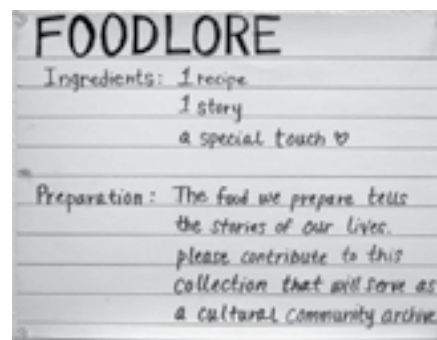 FOODLORE
Ingredients: 1 recipe
1 story
a special touch ♡
Preparation: The food we prepare tells
the stories of our lives.
please contribute to this
collection that will serve as
a cultural community archive